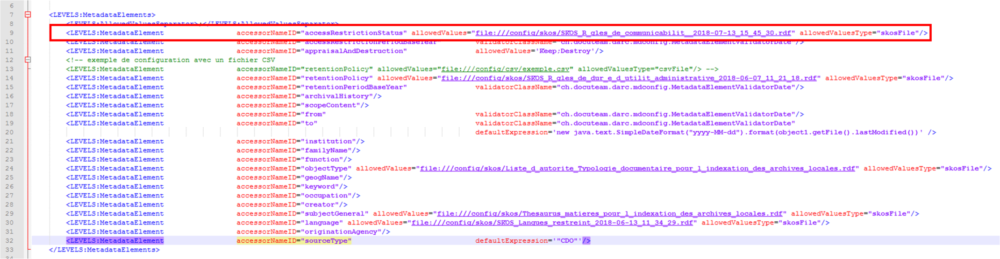 6
7 <LEVELS:MetadataElements>
8 <LEVELS:AllowedValuesSeparator>;</LEVELS:AllowedValuesSeparator>
9 <LEVELS:MetadataElement accessorNameID="accessRestrictionStatus" allowedValues="file:///config/skos/SKOS_R_gles_de_communicabilit__2018-07-13_15_45_30.rdf" allowedValuesType="skosFile"/>
10 <LEVELS:MetadataElement accessorNameID="accessRestrictionPeriodBaseYear" validatorClassName="ch.docuteam.darc.mdconfig.MetadataElementValidatorDate"/>
11 <LEVELS:MetadataElement accessorNameID="appraisalAndDestruction" allowedValues='Keep;Destroy'/>
12 <!-- exemple de configuration avec un fichier CSV
13 <LEVELS:MetadataElement accessorNameID="retentionPolicy" allowedValues="file:///config/csv/exemple.csv" allowedValuesType="csvFile"/> -->
14 <LEVELS:MetadataElement accessorNameID="retentionPolicy" allowedValues="file:///config/skos/SKOS_R_gles_de_dur_e_d_utilit_administrative_2018-06-07_11_21_18.rdf" allowedValuesType="skosFile"/>
15 <LEVELS:MetadataElement accessorNameID="retentionPeriodBaseYear" validatorClassName="ch.docuteam.darc.mdconfig.MetadataElementValidatorDate"/>
16 <LEVELS:MetadataElement accessorNameID="archivalHistory"/>
17 <LEVELS:MetadataElement accessorNameID="scopeContent"/>
18 <LEVELS:MetadataElement accessorNameID="from" validatorClassName="ch.docuteam.darc.mdconfig.MetadataElementValidatorDate"/>
19 <LEVELS:MetadataElement accessorNameID="to" validatorClassName="ch.docuteam.darc.mdconfig.MetadataElementValidatorDate"
20 defaultExpression='new java.text.SimpleDateFormat("yyyy-MM-dd").format(object1.getFile().lastModified())' />
21 <LEVELS:MetadataElement accessorNameID="institution"/>
22 <LEVELS:MetadataElement accessorNameID="familyName"/>
23 <LEVELS:MetadataElement accessorNameID="function"/>
24 <LEVELS:MetadataElement accessorNameID="objectType" allowedValues="file:///config/skos/Liste_d_autorite_Typologie_documentaire_pour_l_indexation_des_archives_locales.rdf" allowedValuesType="skosFile"/>
25 <LEVELS:MetadataElement accessorNameID="geogName"/>
26 <LEVELS:MetadataElement accessorNameID="keyword"/>
27 <LEVELS:MetadataElement accessorNameID="occupation"/>
28 <LEVELS:MetadataElement accessorNameID="creator"/>
29 <LEVELS:MetadataElement accessorNameID="subjectGeneral" allowedValues="file:///config/skos/Thesaurus_matieres_pour_l_indexation_des_archives_locales.rdf" allowedValuesType="skosFile"/>
30 <LEVELS:MetadataElement accessorNameID="language" allowedValues="file:///config/skos/SKOS_Langues_restreint_2018-06-13_11_34_29.rdf" allowedValuesType="skosFile"/>
31 <LEVELS:MetadataElement accessorNameID="originationAgency"/>
32 <LEVELS:MetadataElement accessorNameID="sourceType" defaultExpression='"CDO"'/>
33 </LEVELS:MetadataElements>
34